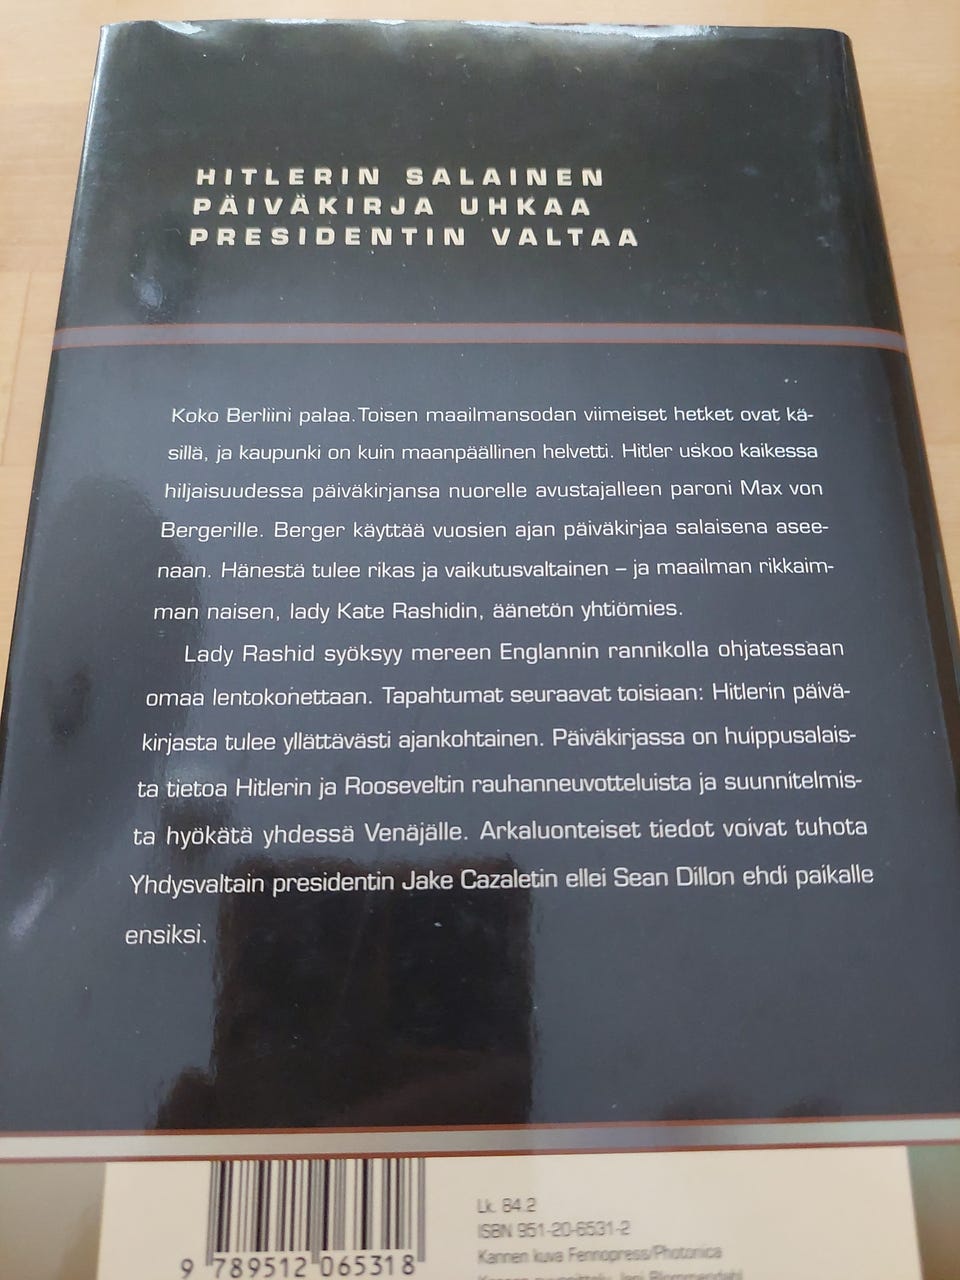 HITLERIN SALAINEN
PÄIVÄKIRJA UHKAA
PRESIDENTIN VALTAA
Koko Berliini palaa. Toisen maailmansodan viimeiset hetket ovat kä-
sillä, ja kaupunki on kuin maanpäällinen helvetti. Hitler uskoo kaikessa
hiljaisuudessa päiväkirjansa nuorelle avustajalleen paroni Max von
Bergerille. Berger käyttää vuosien ajan päiväkirjaa salaisena asee-
naan. Hänestä tulee rikas ja vaikutusvaltainen – ja maailman rikkaim-
man naisen, lady Kate Rashidin, äänetön yhtiömies.
Lady Rashid syöksyy mereen Englannin rannikolla ohjatessaan
omaa lentokonettaan. Tapahtumat seuraavat toisiaan: Hitlerin päivä-
kirjasta tulee yllättävästi ajankohtainen. Päiväkirjassa on huippusalais-
ta tietoa Hitlerin ja Rooseveltin rauhanneuvotteluista ja suunnitelmis-
ta hyökätä yhdessä Venäjälle. Arkaluonteiset tiedot voivat tuhota
Yhdysvaltain presidentin Jake Cazaletin ellei Sean Dillon ehdi paikalle
ensiksi.
Lk. 84.2
ISBN 951-20-6531-2
Kannen kuva Fennopress/Photonica
9 789512 065318